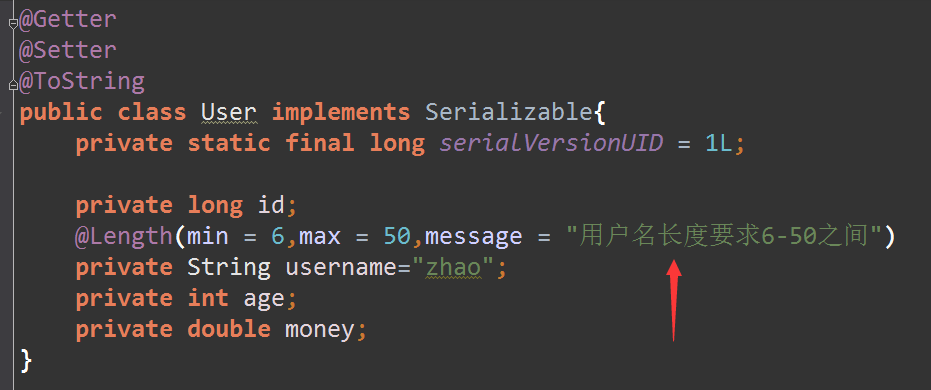 @Getter
@Setter
@ToString
public class User implements Serializable{
private static final long serialVersionUID = 1L;
private long id;
@Length(min = 6,max = 50,message = "用户名长度要求6-50之间")
private String username="zhao";
private int age;
private double money;
}